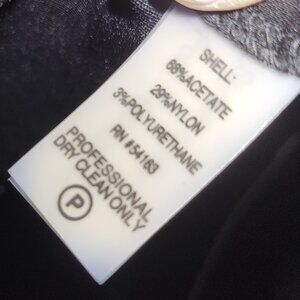 SHELL:
68%ACETATE
29%NYLON
3%POLYURETHANE
RN #54163
PROFESSIONAL
DRY CLEAN ONLY
P